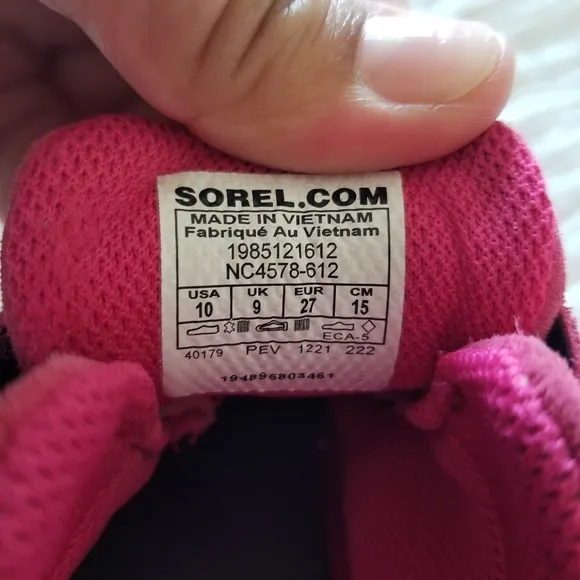 SOREL.COM
MADE IN VIETNAM
Fabriqué Au Vietnam
1985121612
NC4578-612
USA UK EUR CM
10 9 27 15
ECA-5
40179 PEV 1221 222
194895803461